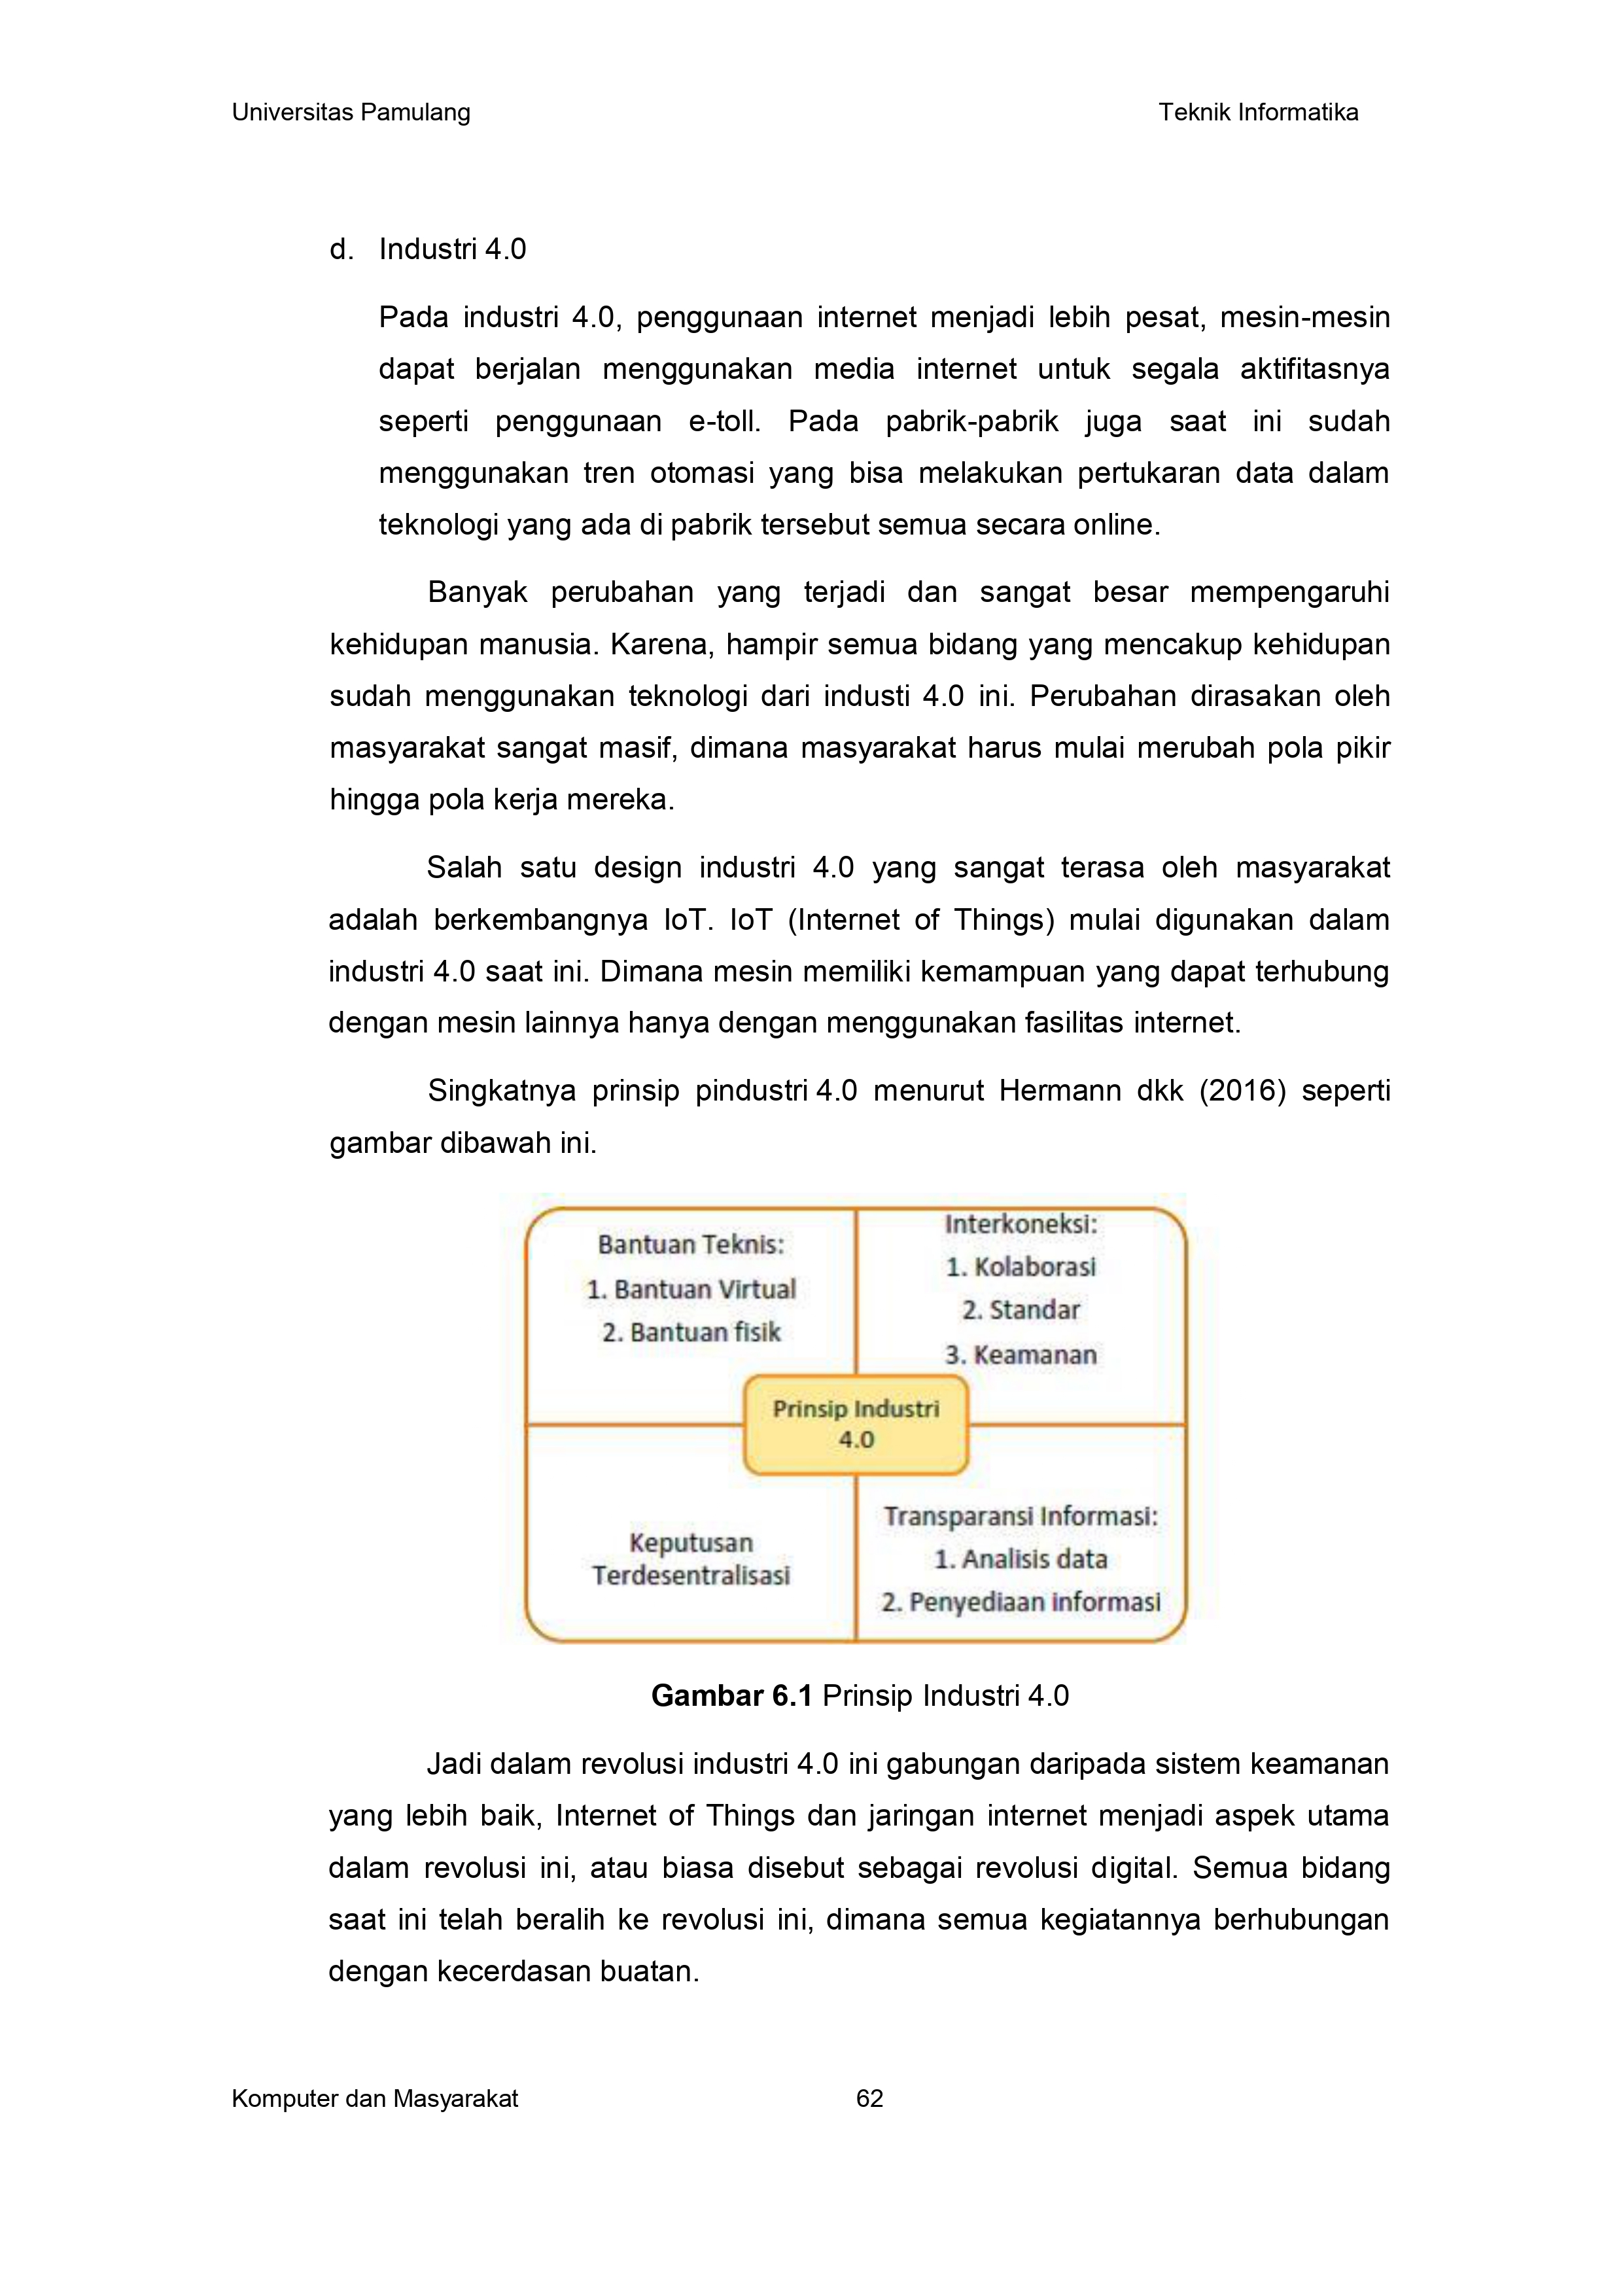 Universitas Pamulang Teknik Informatika
d. Industri 4.0
Pada industri 4.0, penggunaan internet menjadi lebih pesat, mesin-mesin
dapat berjalan menggunakan media internet untuk segala aktifitasnya
seperti penggunaan e-toll. Pada pabrik-pabrik juga saat ini sudah
menggunakan tren otomasi yang bisa melakukan pertukaran data dalam
teknologi yang ada di pabrik tersebut semua secara online.
Banyak perubahan yang terjadi dan sangat besar mempengaruhi
kehidupan manusia. Karena, hampir semua bidang yang mencakup kehidupan
sudah menggunakan teknologi dari industi 4.0 ini. Perubahan dirasakan oleh
masyarakat sangat masif, dimana masyarakat harus mulai merubah pola pikir
hingga pola kerja mereka.
Salah satu design industri 4.0 yang sangat terasa oleh masyarakat
adalah berkembangnya IoT. IoT (Internet of Things) mulai digunakan dalam
industri 4.0 saat ini. Dimana mesin memiliki kemampuan yang dapat terhubung
dengan mesin lainnya hanya dengan menggunakan fasilitas internet.
Singkatnya prinsip pindustri 4.0 menurut Hermann dkk (2016) seperti
gambar dibawah ini.
Bantuan Teknis:
1. Bantuan Virtual
2. Bantuan fisik
Interkoneksi:
1. Kolaborasi
2. Standar
3. Keamanan
Prinsip Industri
4.0
Keputusan
Terdesentralisasi
Transparansi Informasi:
1. Analisis data
2. Penyediaan informasi
Gambar 6.1 Prinsip Industri 4.0
Jadi dalam revolusi industri 4.0 ini gabungan daripada sistem keamanan
yang lebih baik, Internet of Things dan jaringan internet menjadi aspek utama
dalam revolusi ini, atau biasa disebut sebagai revolusi digital. Semua bidang
saat ini telah beralih ke revolusi ini, dimana semua kegiatannya berhubungan
dengan kecerdasan buatan.
Komputer dan Masyarakat 62